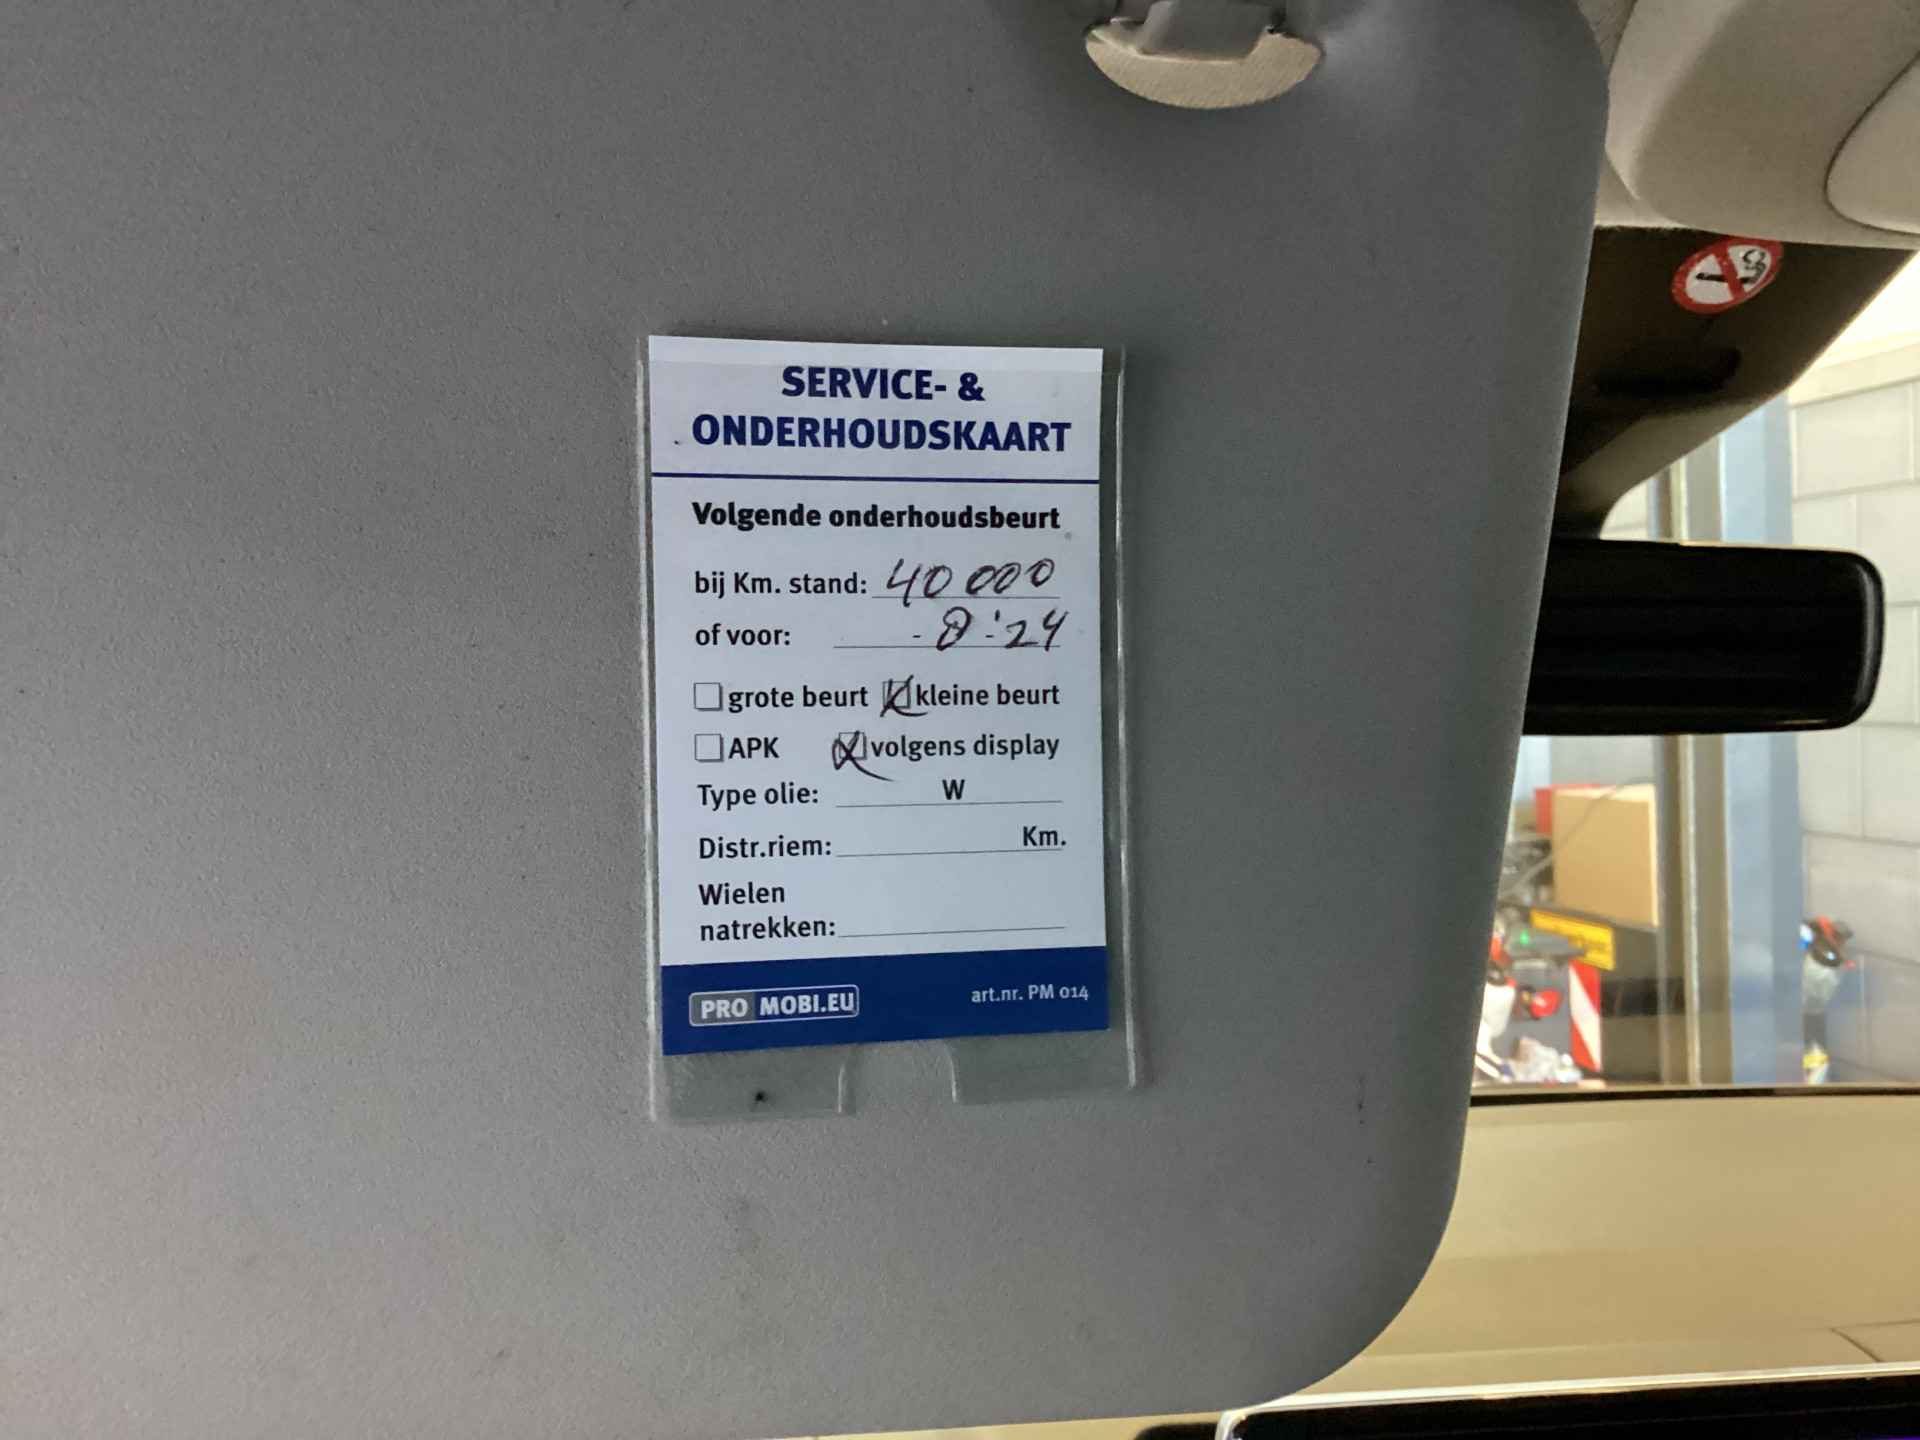 SERVICE- &
ONDERHOUDSKAART
Volgende onderhoudsbeurt
bij Km. stand: 40 000
of voor: - 8 - '24
grote beurt kleine beurt
APK volgens display
Type olie: W
Distr.riem: Km.
Wielen
natrekken:
PRO MOBI.EU art.nr. PM 014